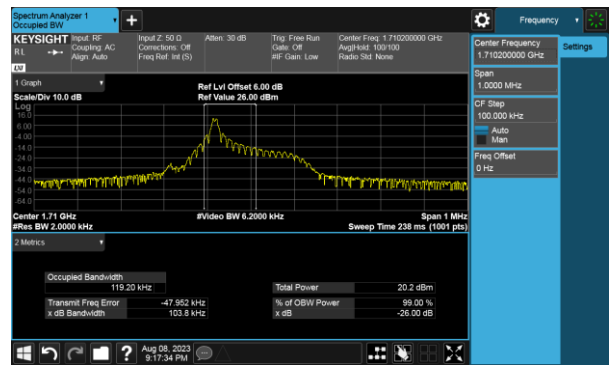 Spectrum Analyzer 1
Occupied BW
Frequency
KEYSIGHT Input: RF Input Z: 50 Ω Atten: 30 dB Trig: Free Run Center Freq: 1.710200000 GHz
RL Coupling: AC Corrections: Off Gate: Off Avg|Hold: 100/100
Align: Auto Freq Ref: Int (S) #IF Gain: Low Radio Std: None
LXI
Center Frequency
1.710200000 GHz
Settings
Span
1.0000 MHz
CF Step
100.000 kHz
Auto
Man
Freq Offset
0 Hz
1 Graph
Ref Lvl Offset 6.00 dB
Scale/Div 10.0 dB Ref Value 26.00 dBm
Log
16.0
6.00
-4.00
-14.0
-24.0
-34.0
-44.0
-54.0
-64.0
Center 1.71 GHz #Video BW 6.2000 kHz Span 1 MHz
#Res BW 2.0000 kHz Sweep Time 238 ms (1001 pts)
2 Metrics
Occupied Bandwidth
119.20 kHz Total Power 20.2 dBm
Transmit Freq Error -47.952 kHz % of OBW Power 99.00 %
x dB Bandwidth 103.8 kHz x dB -26.00 dB
Aug 08, 2023
9:17:34 PM